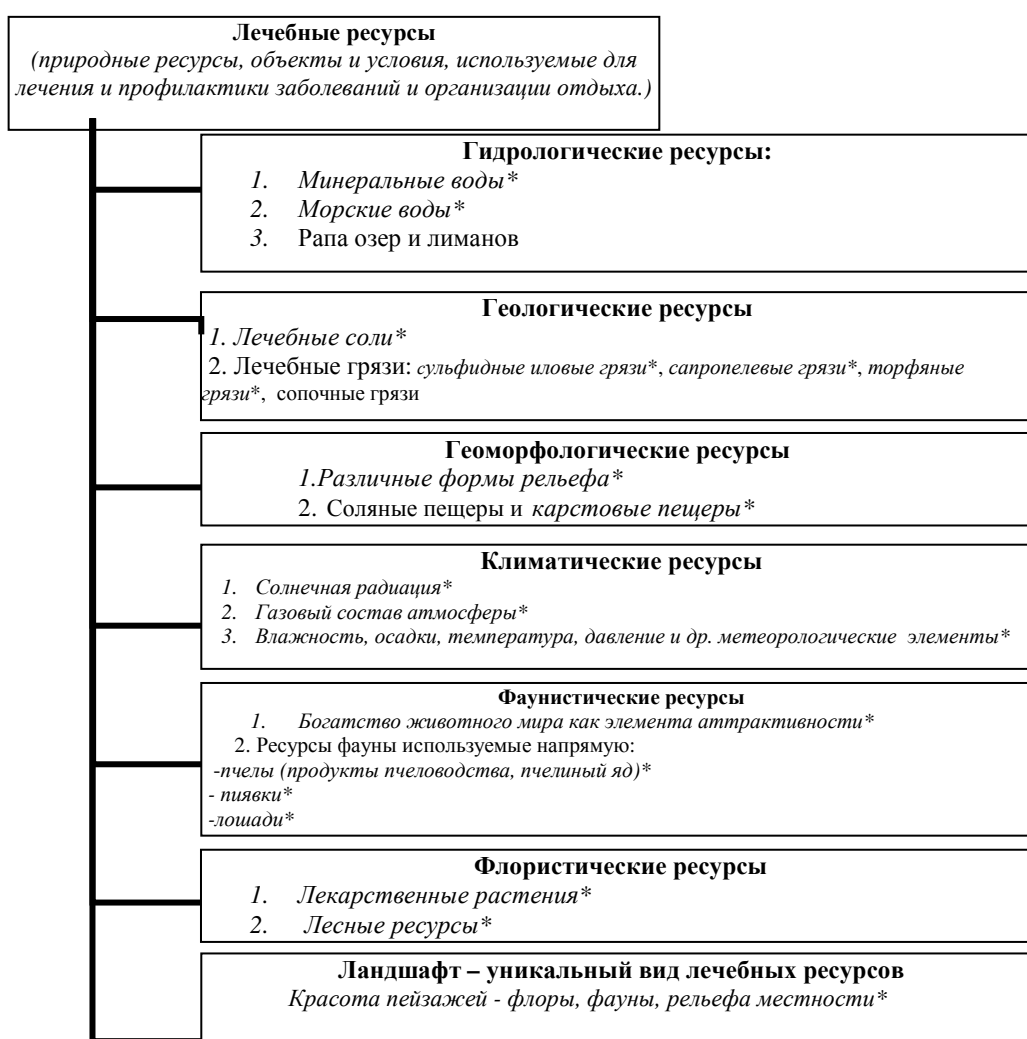 Лечебные ресурсы
(природные ресурсы, объекты и условия, используемые для
лечения и профилактики заболеваний и организации отдыха.)
Гидрологические ресурсы:
1. Минеральные воды*
2. Морские воды*
3. Рапа озер и лиманов
Геологические ресурсы
1. Лечебные соли*
2. Лечебные грязи: сульфидные иловые грязи*, сапропелевые грязи*, торфяные
грязи*, сопочные грязи
Геоморфологические ресурсы
1.Различные формы рельефа*
2. Соляные пещеры и карстовые пещеры*
Климатические ресурсы
1. Солнечная радиация*
2. Газовый состав атмосферы*
3. Влажность, осадки, температура, давление и др. метеорологические элементы*
Фаунистические ресурсы
1. Богатство животного мира как элемента аттрактивности*
2. Ресурсы фауны используемые напрямую:
-пчелы (продукты пчеловодства, пчелиный яд)*
- пиявки*
-лошади*
Флористические ресурсы
1. Лекарственные растения*
2. Лесные ресурсы*
Ландшафт – уникальный вид лечебных ресурсов
Красота пейзажей - флоры, фауны, рельефа местности*